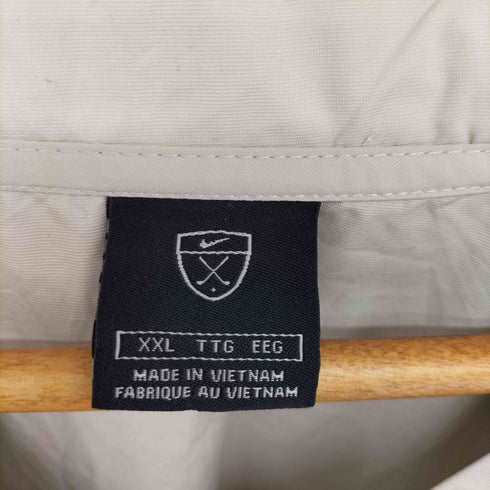 XXL TTG EEG
MADE IN VIETNAM
FABRIQUE AU VIETNAM